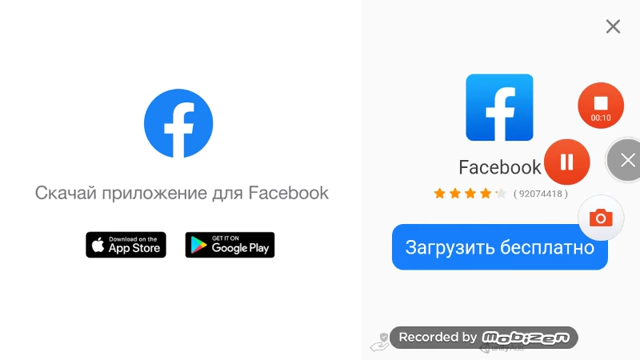 Скачай приложение для Facebook
Download on the
App Store
GET IT ON
Google Play
Facebook
( 92074418 )
Загрузить бесплатно
00:10
Recorded by MOBIZEN